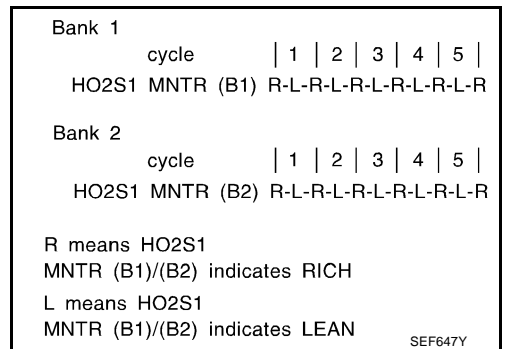 Bank 1
cycle | 1 | 2 | 3 | 4 | 5 |
HO2S1 MNTR (B1) R-L-R-L-R-L-R-L-R-L-R
Bank 2
cycle | 1 | 2 | 3 | 4 | 5 |
HO2S1 MNTR (B2) R-L-R-L-R-L-R-L-R-L-R
R means HO2S1
MNTR (B1)/(B2) indicates RICH
L means HO2S1
MNTR (B1)/(B2) indicates LEAN
SEF647Y